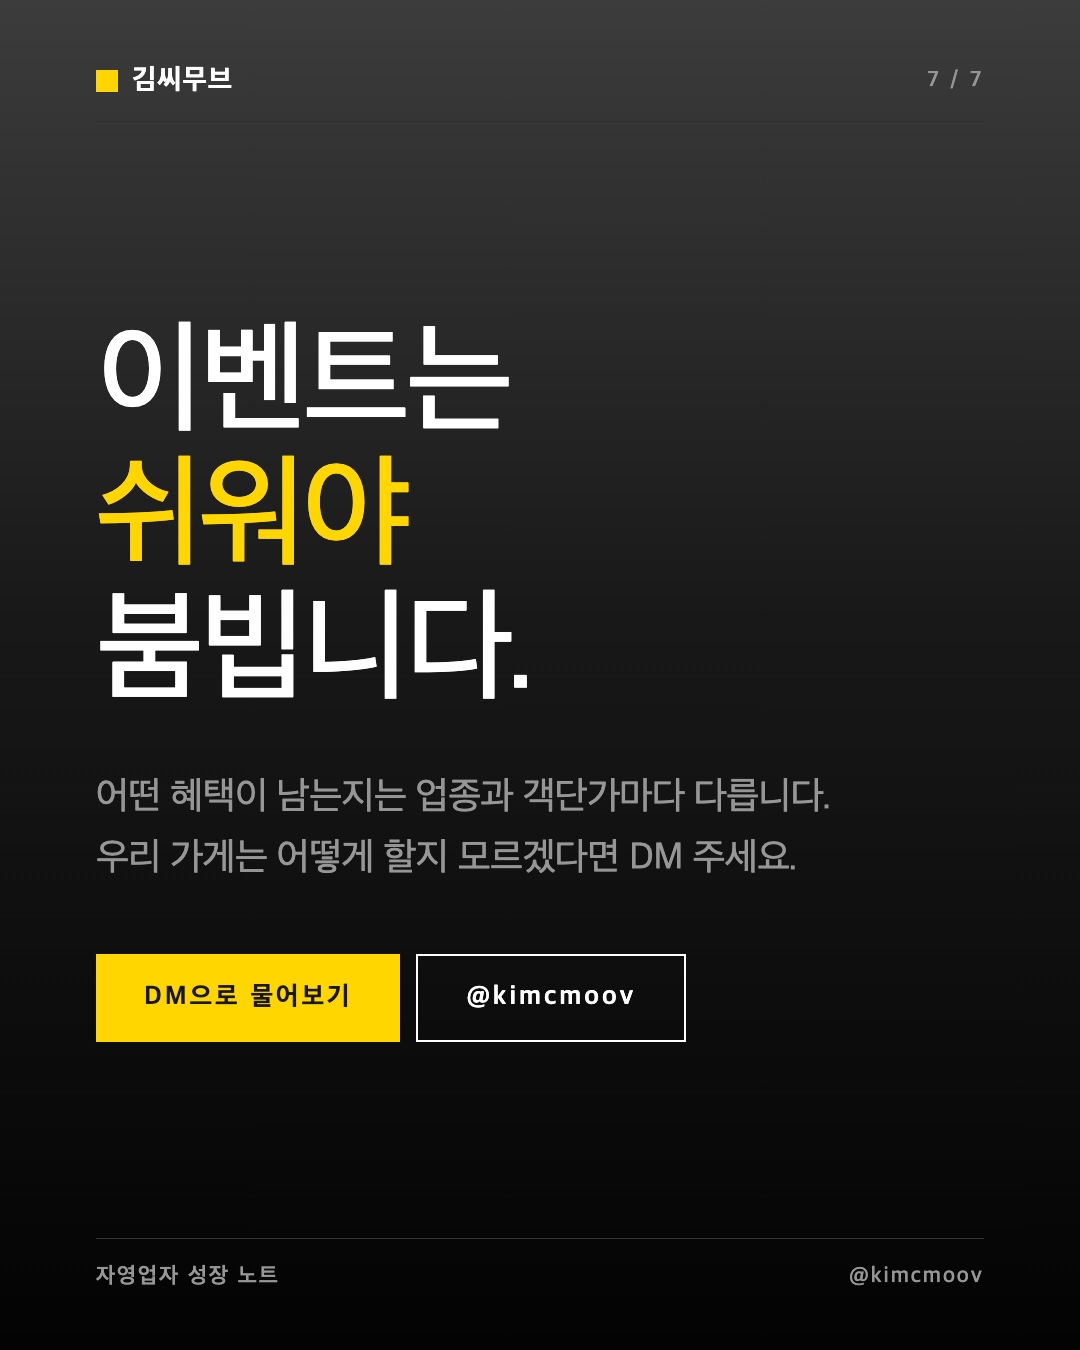 김씨무브
7 / 7
이벤트는
쉬워야
붐빕니다.
어떤 혜택이 남는지는 업종과 객단가마다 다릅니다.
우리 가게는 어떻게 할지 모르겠다면 DM 주세요.
DM으로 물어보기
@kimcmoov
자영업자 성장 노트
@kimcmoov